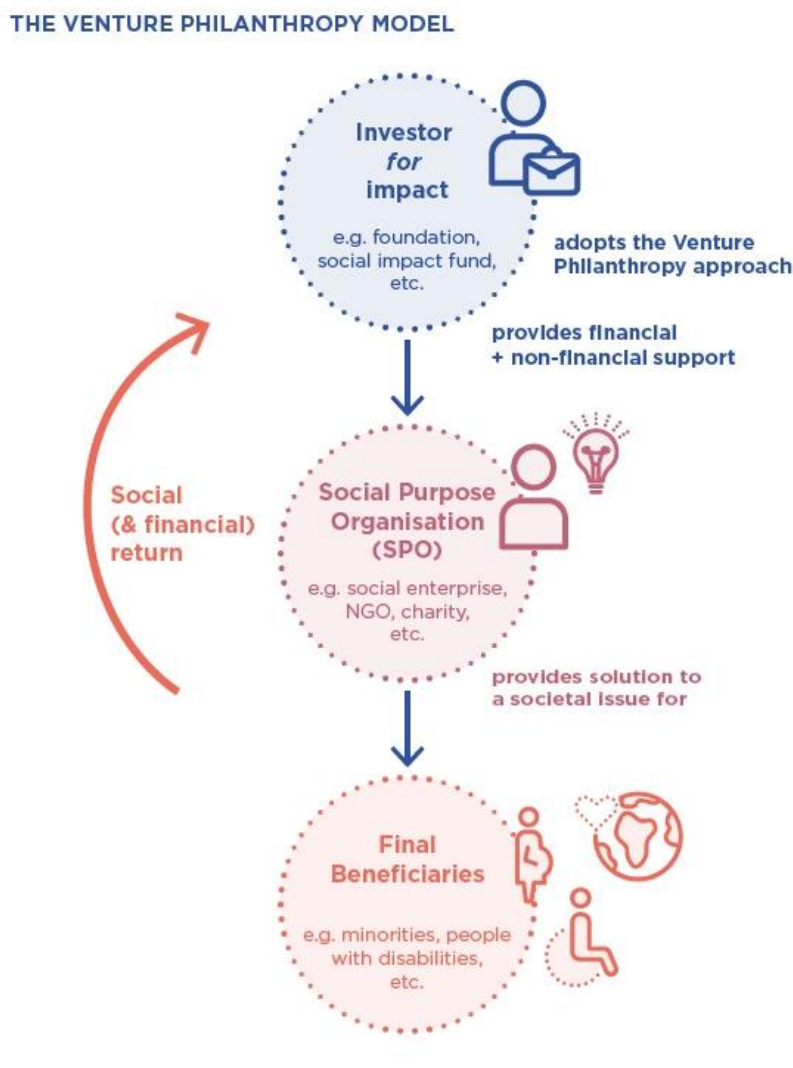 THE VENTURE PHILANTHROPY MODEL
Investor
for
impact
e.g. foundation,
social impact fund,
etc.
adopts the Venture
Philanthropy approach
provides financial
+ non-financial support
Social
(& financial)
return
Social Purpose
Organisation
(SPO)
e.g. social enterprise,
NGO, charity,
etc.
provides solution to
a societal issue for
Final
Beneficiaries
e.g. minorities, people
with disabilities,
etc.